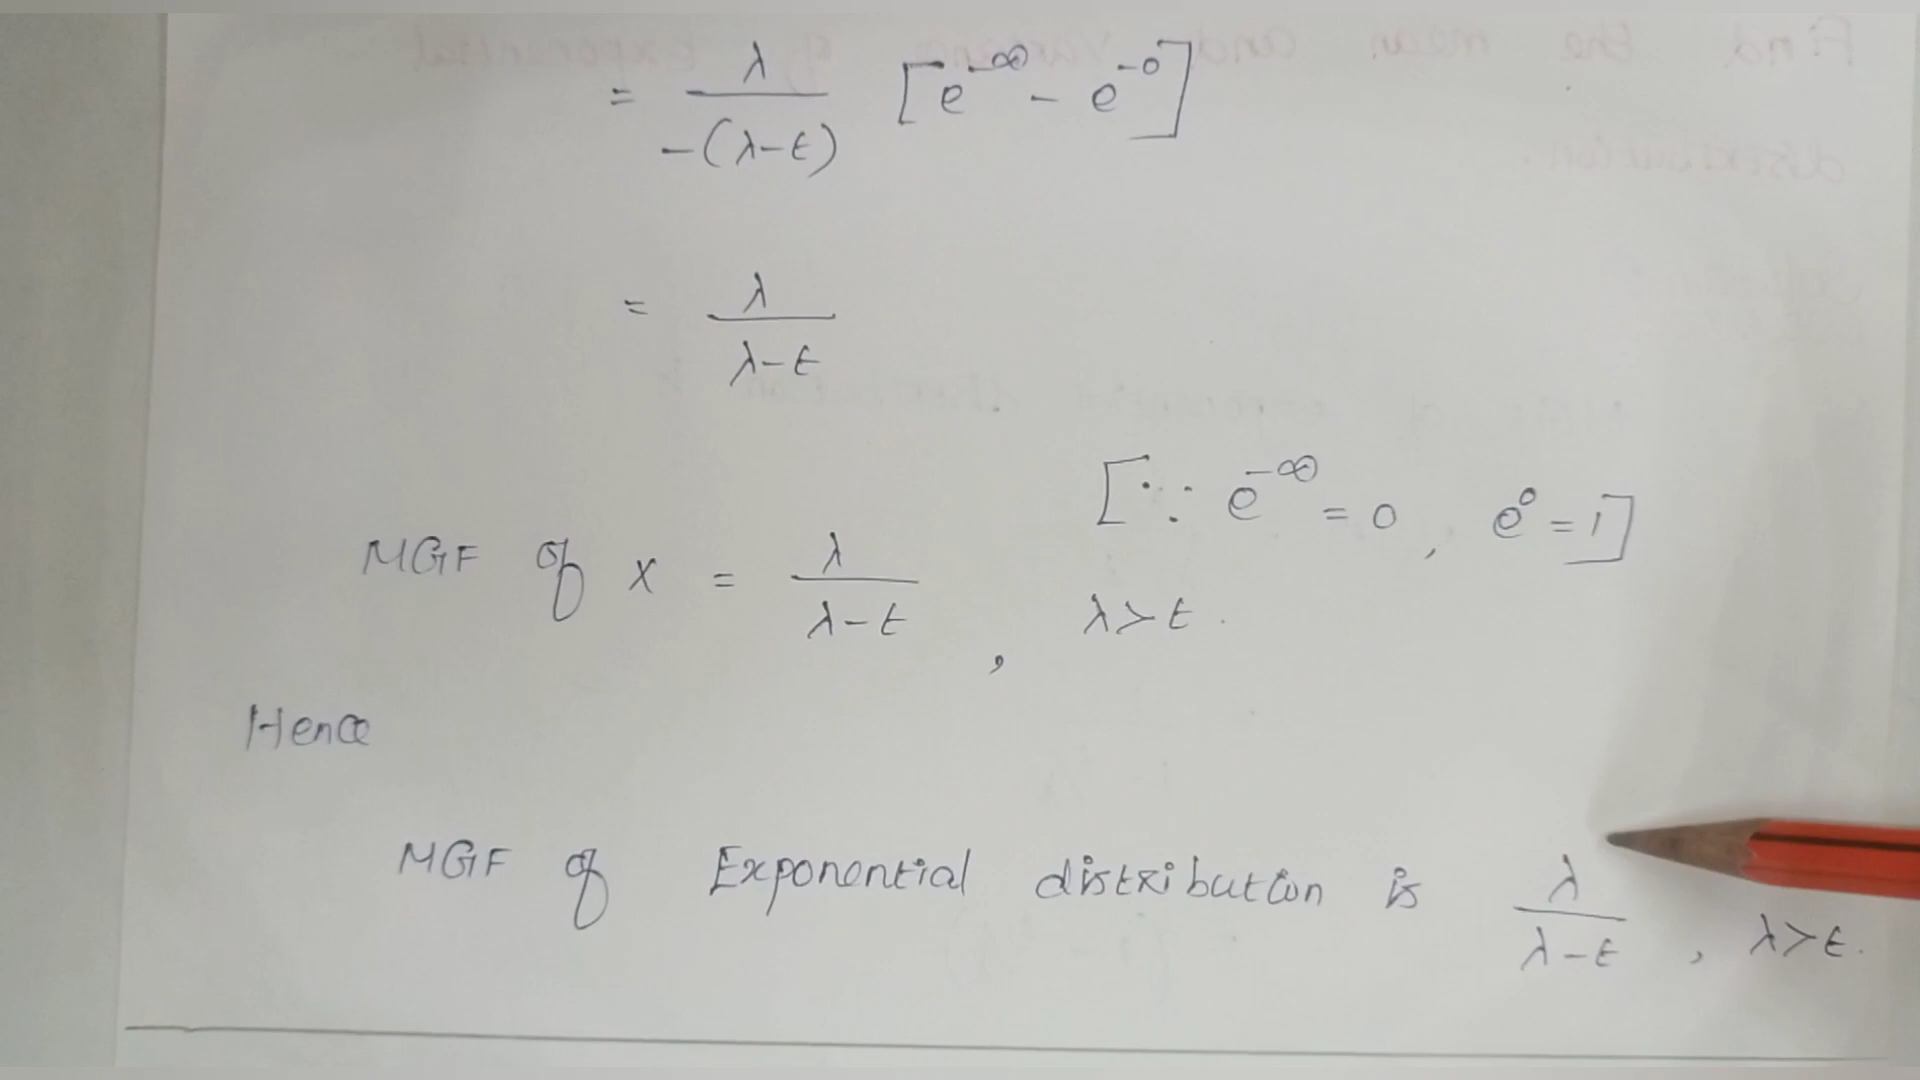 = λ / -(λ-t) [e^-∞ - e^-0]
= λ / λ-t
[∵ e^-∞ = 0, e^0 = 1]
MGF of X = λ / λ-t , λ>t.
Hence
MGF of Exponential distribution is λ / λ-t , λ>t.